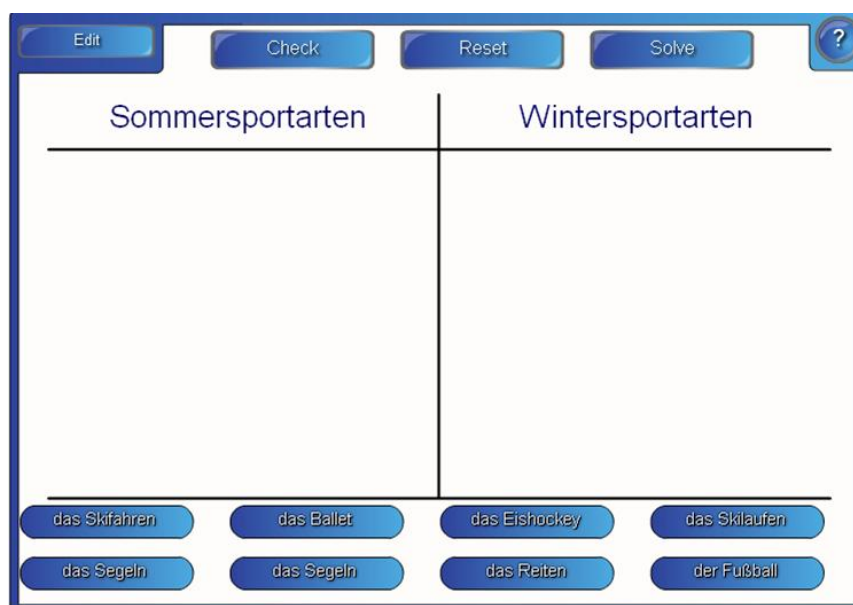 Edit
Check
Reset
Solve
?
Sommersportarten
Wintersportarten
das Skifahren
das Ballet
das Eishockey
das Skilaufen
das Segeln
das Segeln
das Reiten
der Fußball